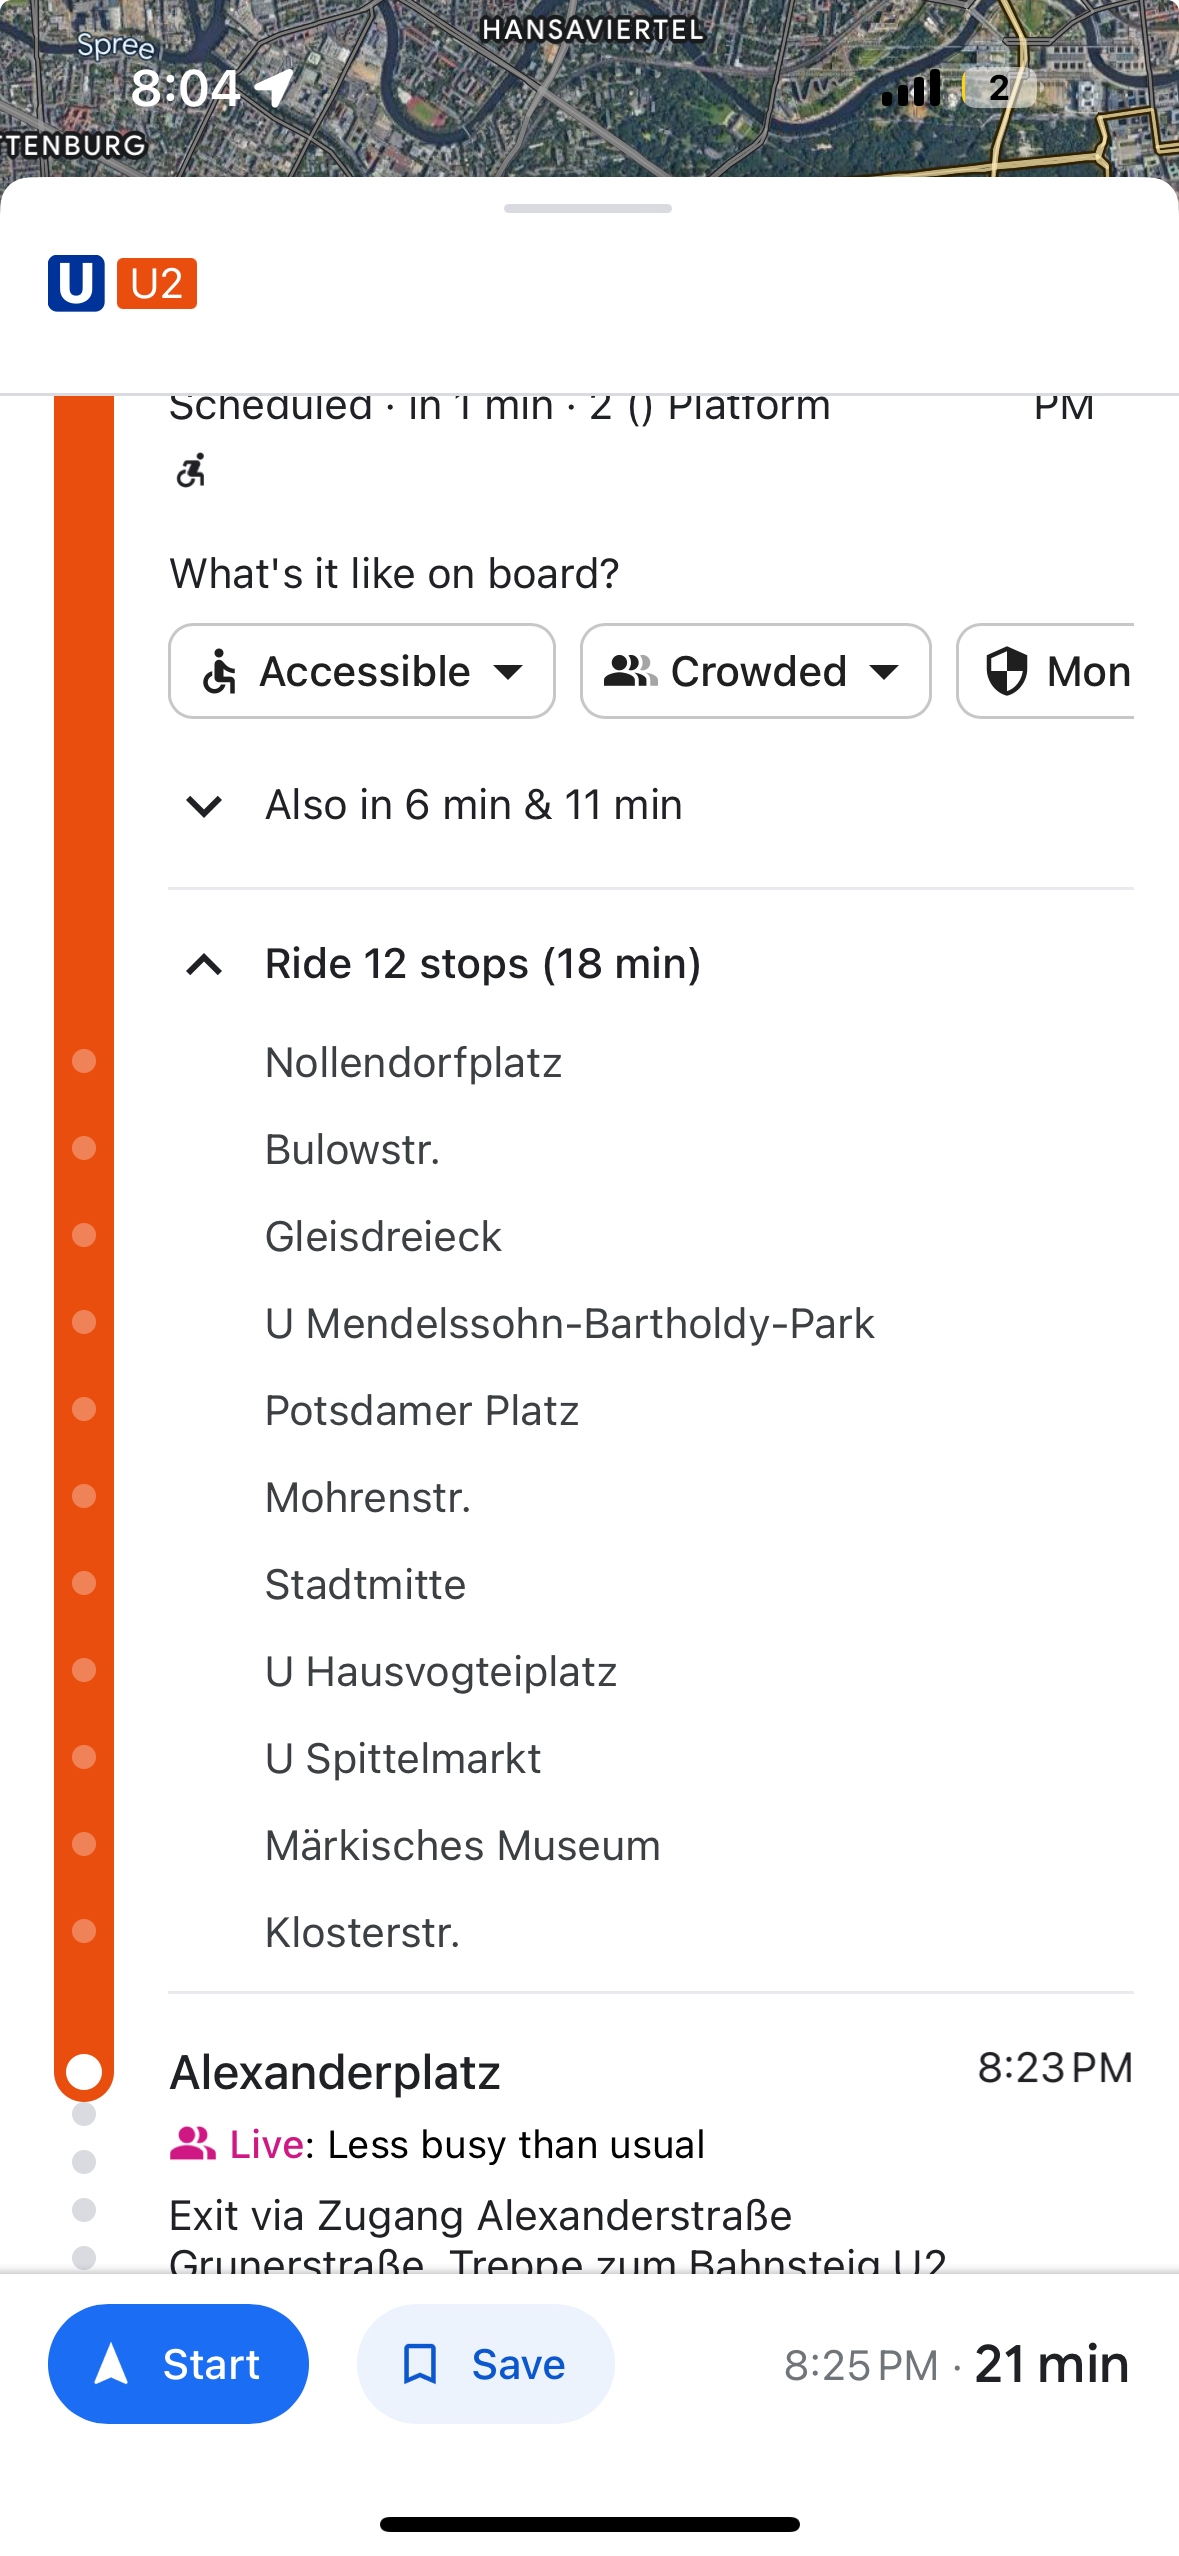 HANSAVIERTEL
Spree
8:04
2
TTENBURG
U U2
Scheduled · in 1 min · 2 () Platform PM
What's it like on board?
Accessible Crowded Mon
Also in 6 min & 11 min
Ride 12 stops (18 min)
Nollendorfplatz
Bulowstr.
Gleisdreieck
U Mendelssohn-Bartholdy-Park
Potsdamer Platz
Mohrenstr.
Stadtmitte
U Hausvogteiplatz
U Spittelmarkt
Märkisches Museum
Klosterstr.
Alexanderplatz 8:23 PM
Live: Less busy than usual
Exit via Zugang Alexanderstraße
Grunerstraße, Treppe zum Bahnsteig U2
Start Save 8:25 PM · 21 min